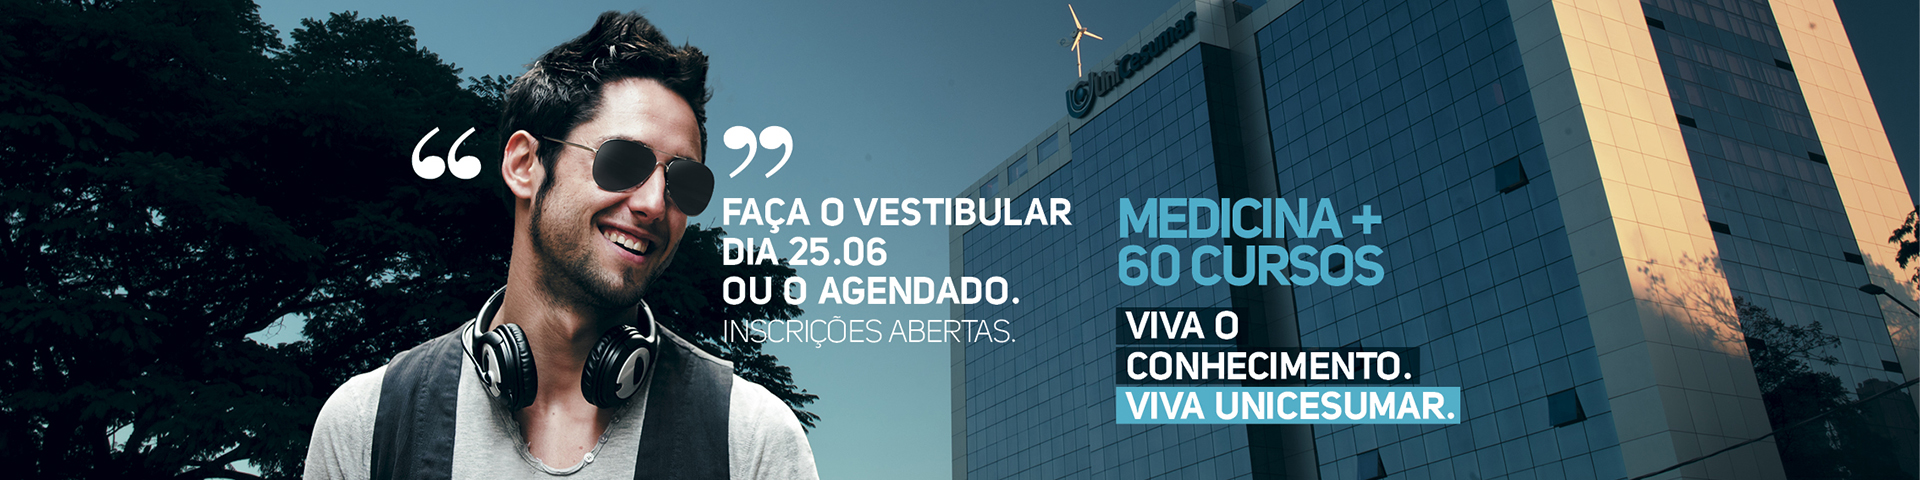 “ ”
FAÇA O VESTIBULAR
DIA 25.06
OU O AGENDADO.
INSCRIÇÕES ABERTAS.
unicesumar
MEDICINA +
60 CURSOS
VIVA O
CONHECIMENTO.
VIVA UNICESUMAR.